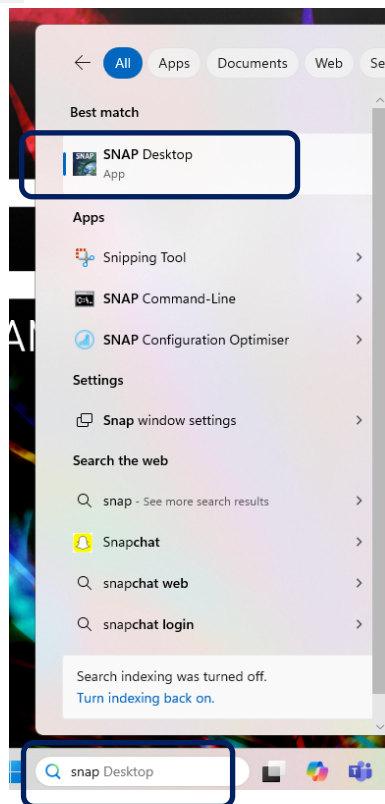 All Apps Documents Web Se
Best match
SNAP
SNAP Desktop
App
Apps
Snipping Tool
SNAP Command-Line
SNAP Configuration Optimiser
Settings
Snap window settings
Search the web
snap - See more search results
Snapchat
snapchat web
snapchat login
Search indexing was turned off.
Turn indexing back on.
snap Desktop